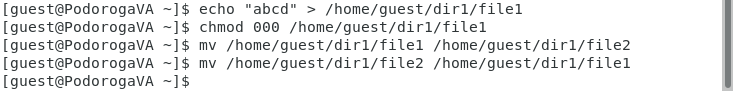 [guest@PodorogaVA ~]$ echo "abcd" > /home/guest/dir1/file1
[guest@PodorogaVA ~]$ chmod 000 /home/guest/dir1/file1
[guest@PodorogaVA ~]$ mv /home/guest/dir1/file1 /home/guest/dir1/file2
[guest@PodorogaVA ~]$ mv /home/guest/dir1/file2 /home/guest/dir1/file1
[guest@PodorogaVA ~]$